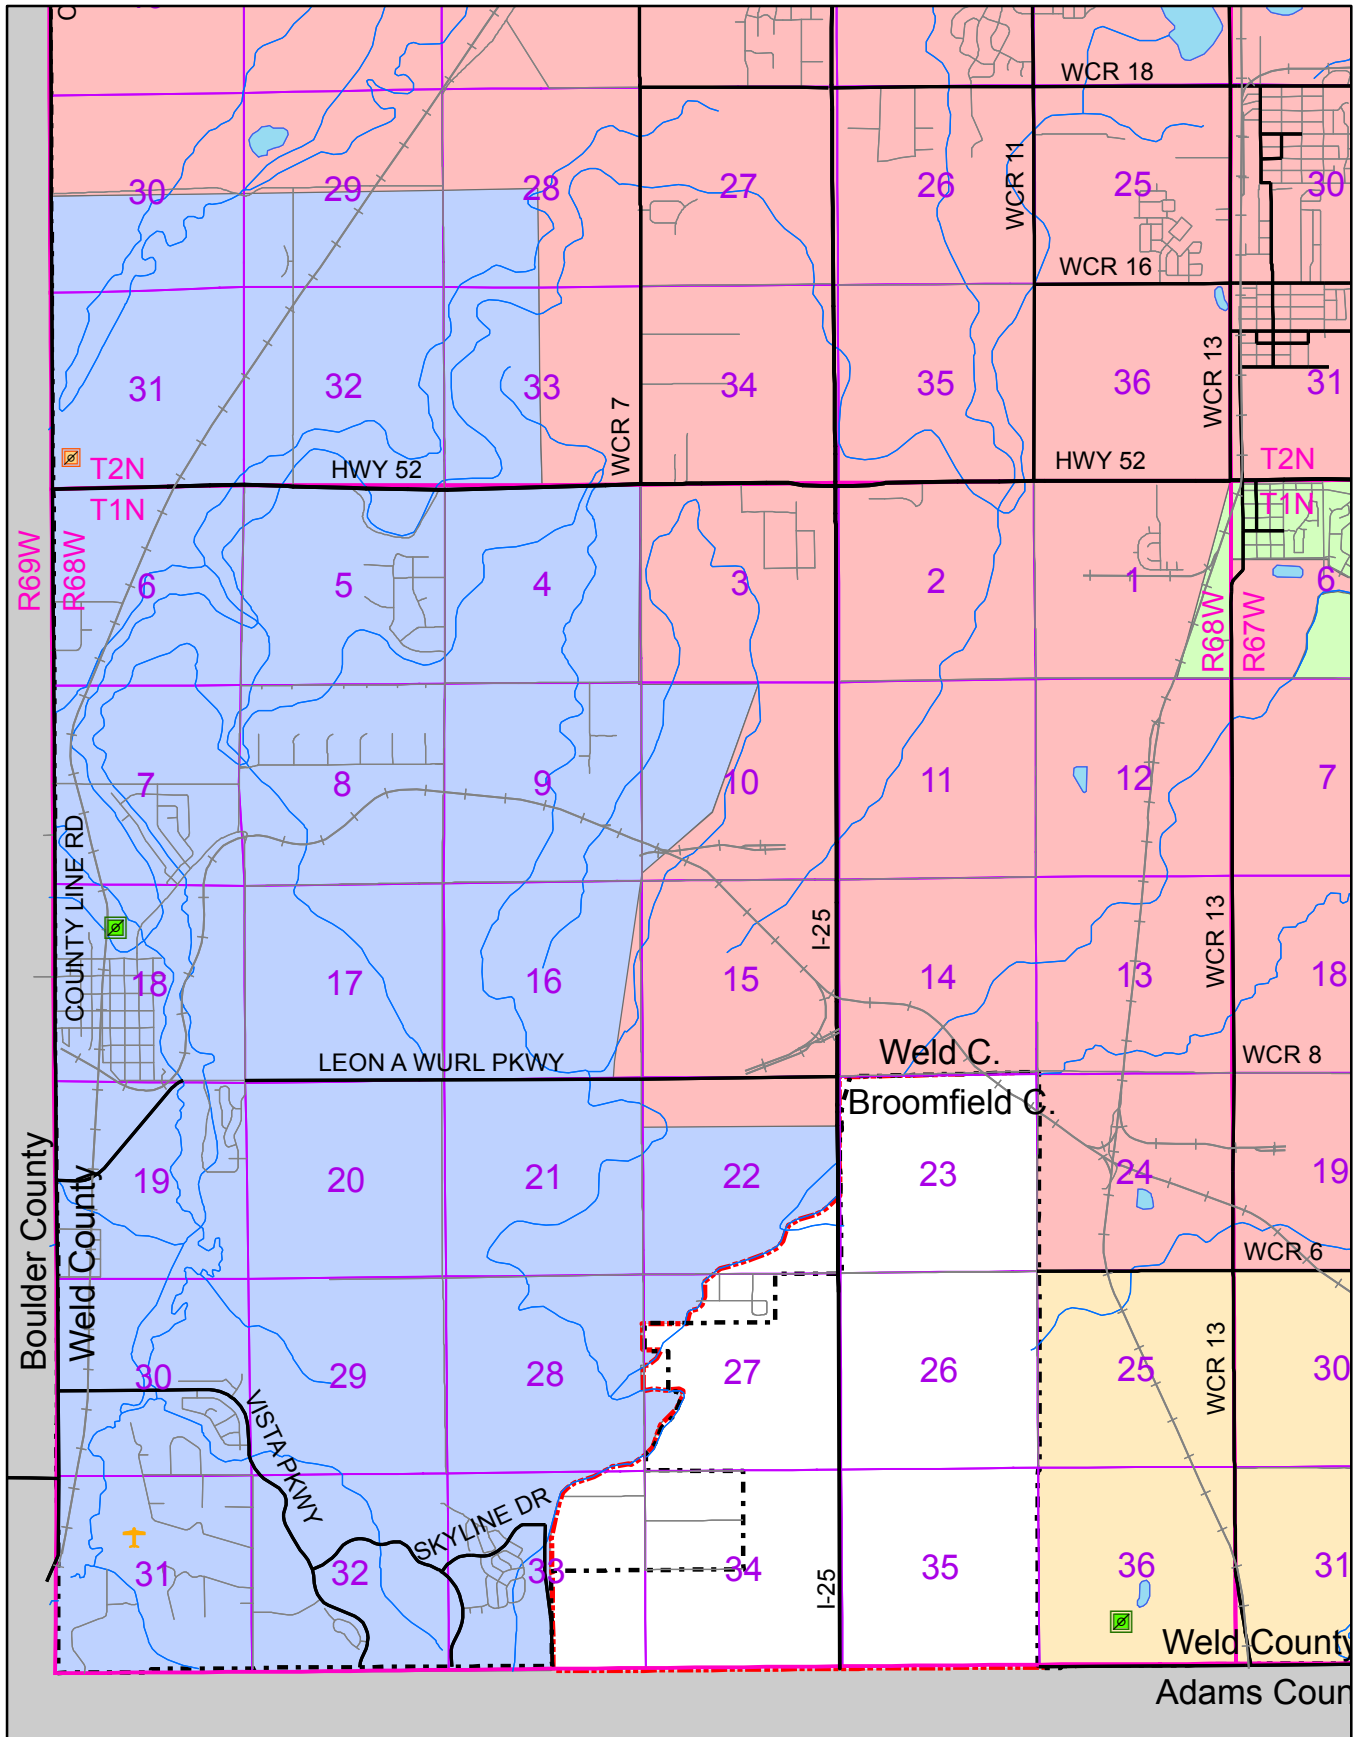 WCR 18
30
29
28
27
26
WCR 11
25
30
WCR 16
31
32
33
WCR 7
34
35
36
WCR 13
31
T2N
HWY 52
HWY 52
T2N
T1N
T1N
R69W
R68W
6
5
4
3
2
1
R68W
R67W
6
7
8
9
10
11
12
7
COUNTY LINE RD
18
17
16
15
I-25
14
13
WCR 13
18
LEON A WURL PKWY
Weld C.
WCR 8
Broomfield C.
Boulder County
Weld County
19
20
21
22
23
24
19
WCR 6
30
29
28
27
26
25
WCR 13
30
VISTA PKWY
SKYLINE DR
31
32
33
34
I-25
35
36
31
Weld County
Adams Coun